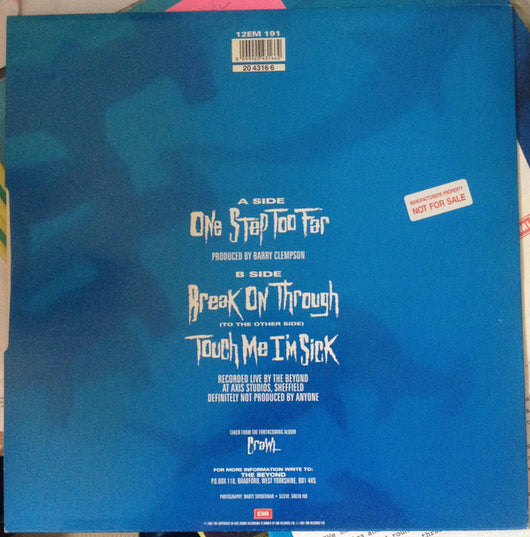 12EM 191
20 4316 6
MANUFACTURERS PROPERTY
NOT FOR SALE
A SIDE
One Step Too Far
PRODUCED BY BARRY CLEMPSON
B SIDE
Break On Through
(TO THE OTHER SIDE)
Touch Me I'm Sick
RECORDED LIVE BY THE BEYOND
AT AXIS STUDIOS, SHEFFIELD
DEFINITELY NOT PRODUCED BY ANYONE
TAKEN FROM THE FORTHCOMING ALBUM
Crawl
FOR MORE INFORMATION WRITE TO:
THE BEYOND
P.O.BOX 110, BRADFORD, WEST YORKSHIRE, BD1 4RS
EMI